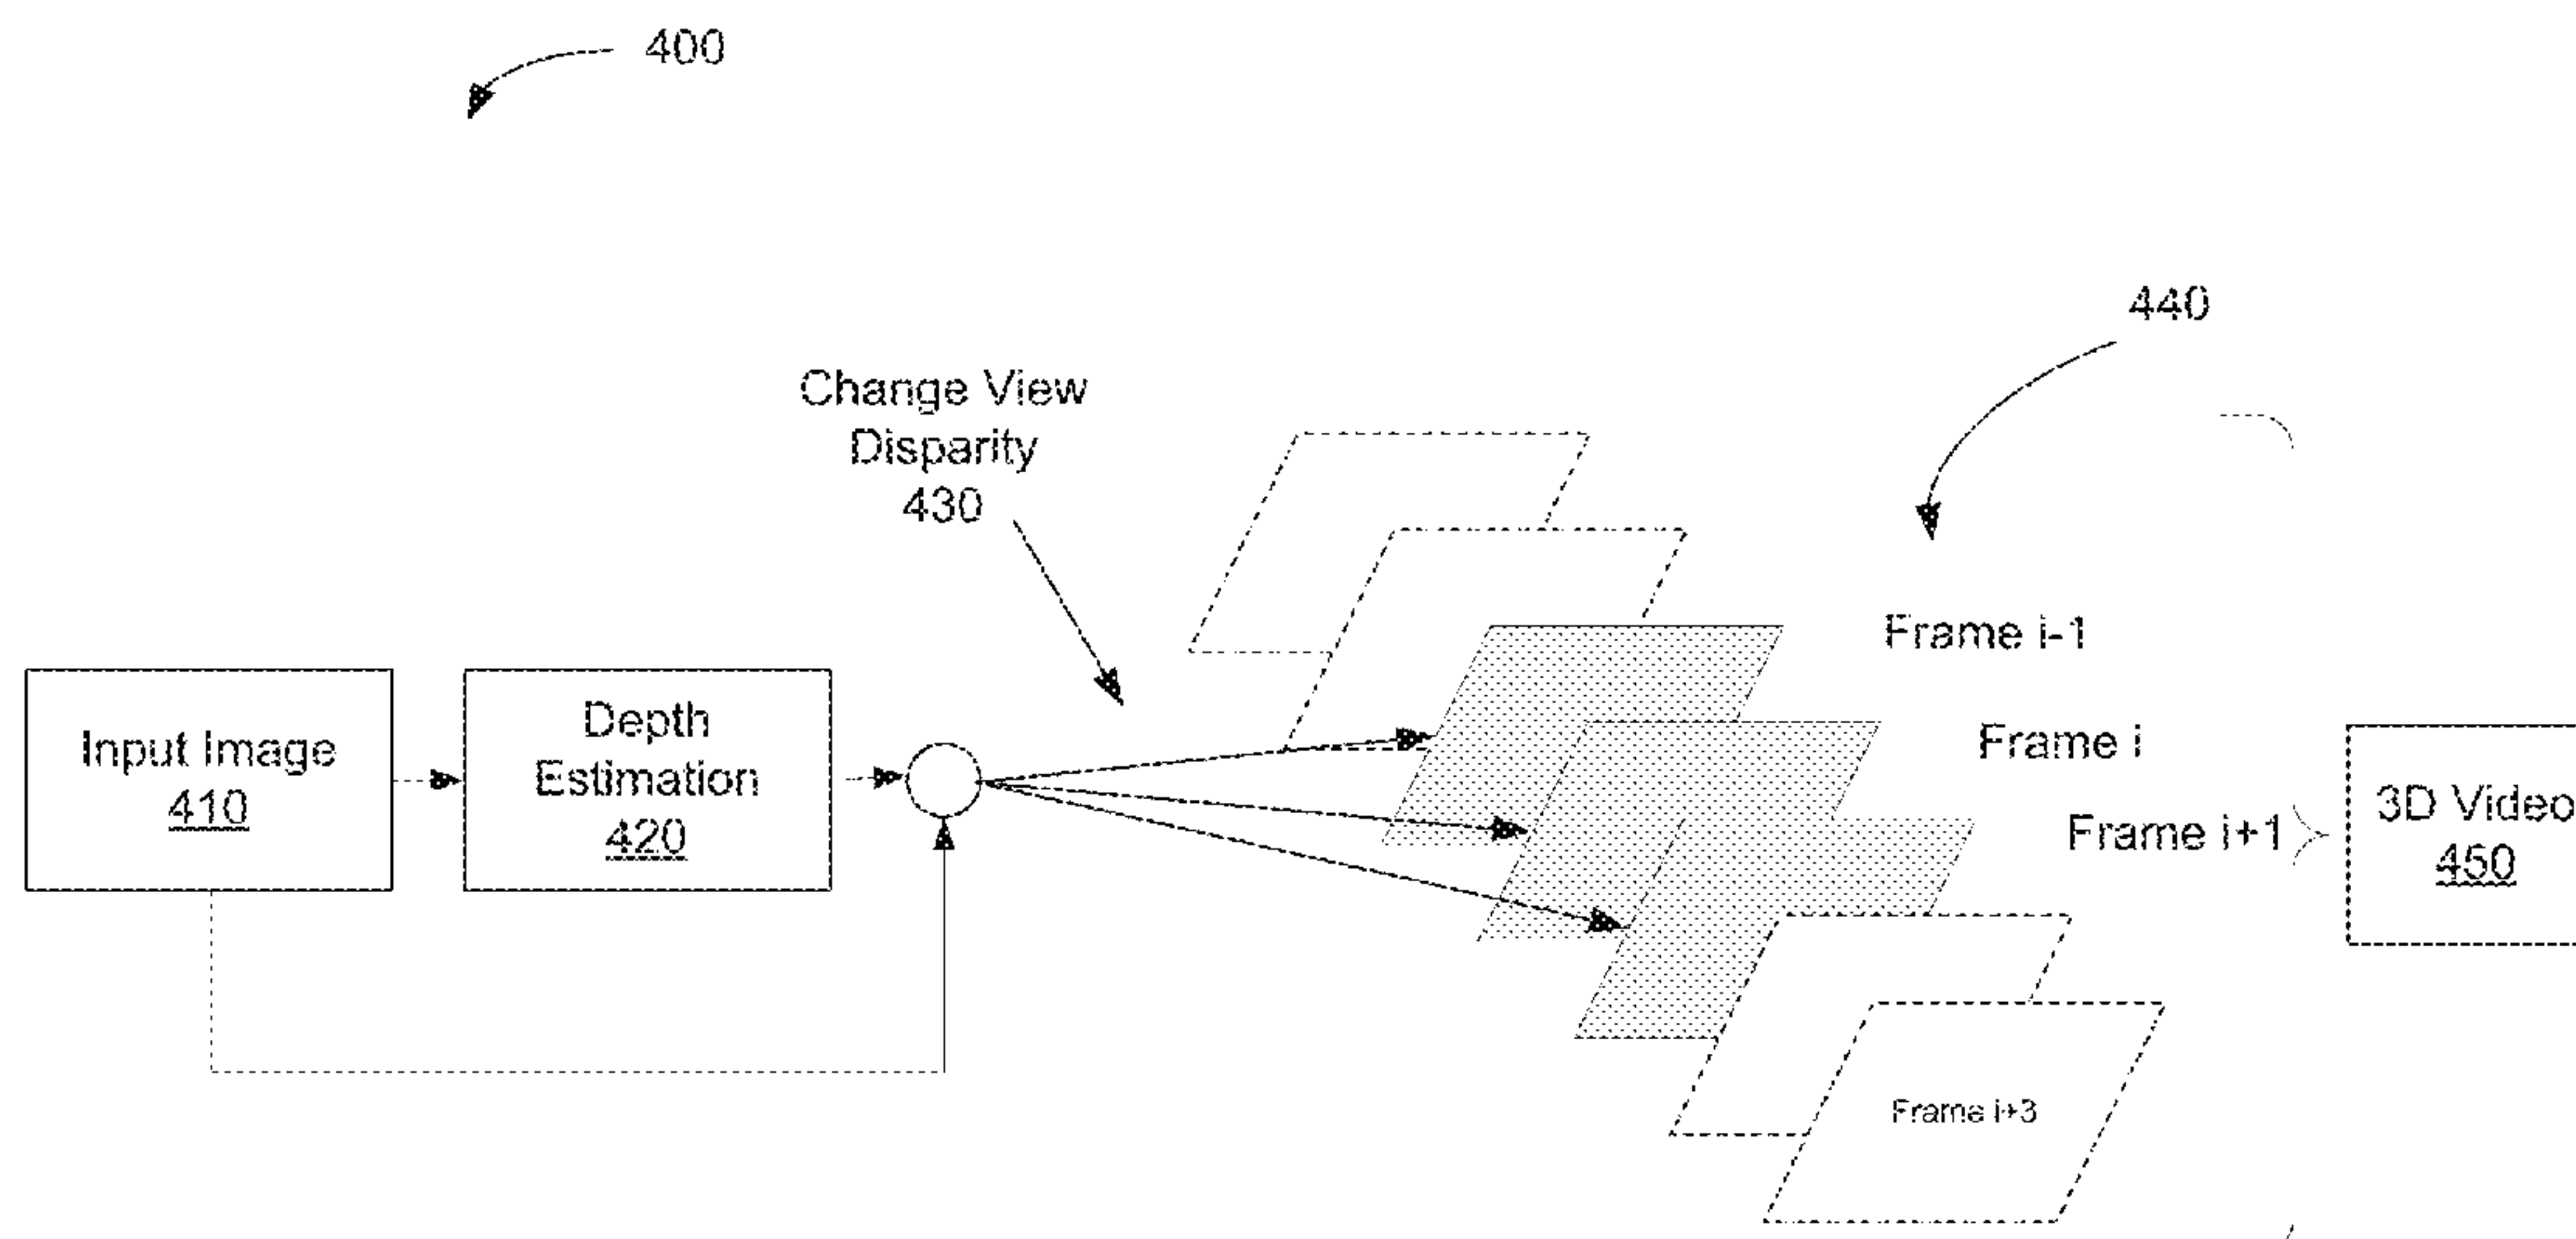 400
440
Change View
Disparity
430
Frame i-1
Input Image
410
Depth
Estimation
420
Frame i
Frame i+1
3D Video
450
Frame i+3